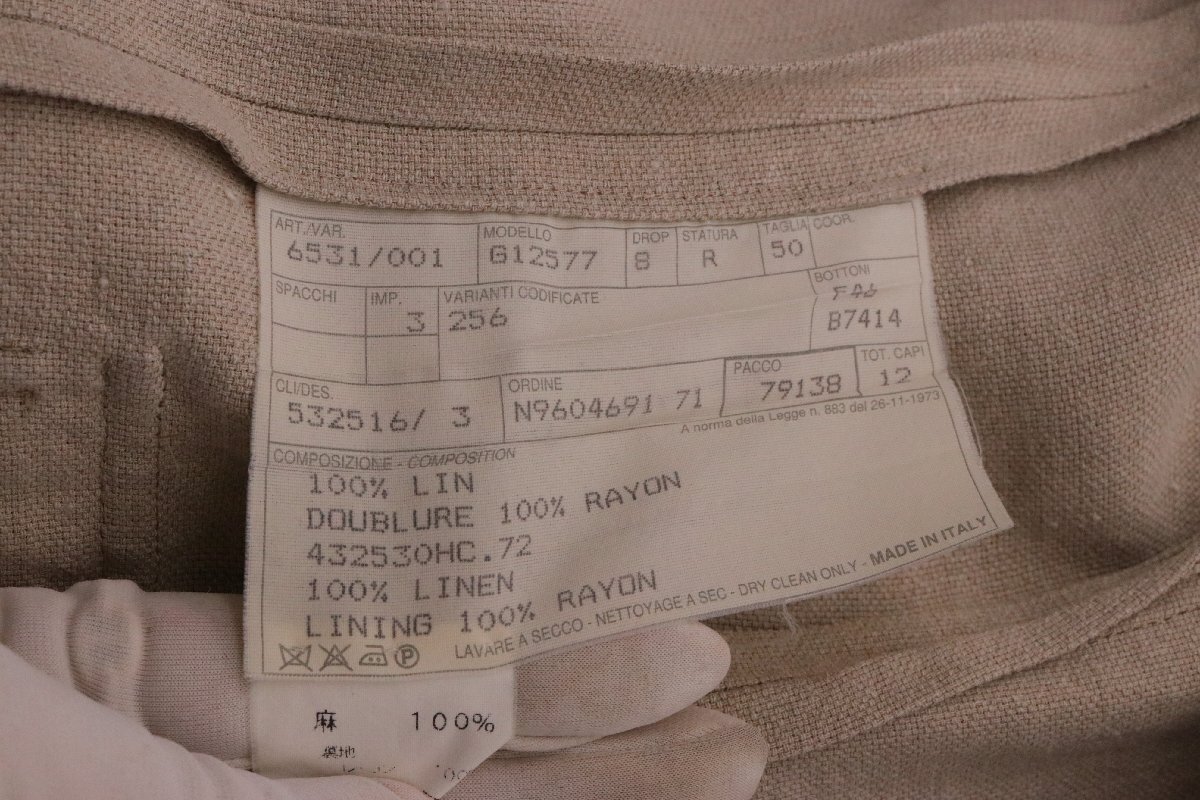 ART./VAR. MODELLO DROP STATURA TAGLIA COOR.
6531/001 G12577 8 R 50
SPACCHI IMP. VARIANTI CODIFICATE BOTTONI
3 256 F46
B7414
CLI/DES. ORDINE PACCO TOT. CAPI
532516/ 3 N9604691 71 79138 12
A norma della Legge n. 883 del 26-11-1973
COMPOSIZIONE - COMPOSITION
100% LIN
DOUBLURE 100% RAYON
432530HC.72
100% LINEN
LINING 100% RAYON
LAVARE A SECCO - NETTOYAGE A SEC - DRY CLEAN ONLY - MADE IN ITALY
P
麻 100%
裏地